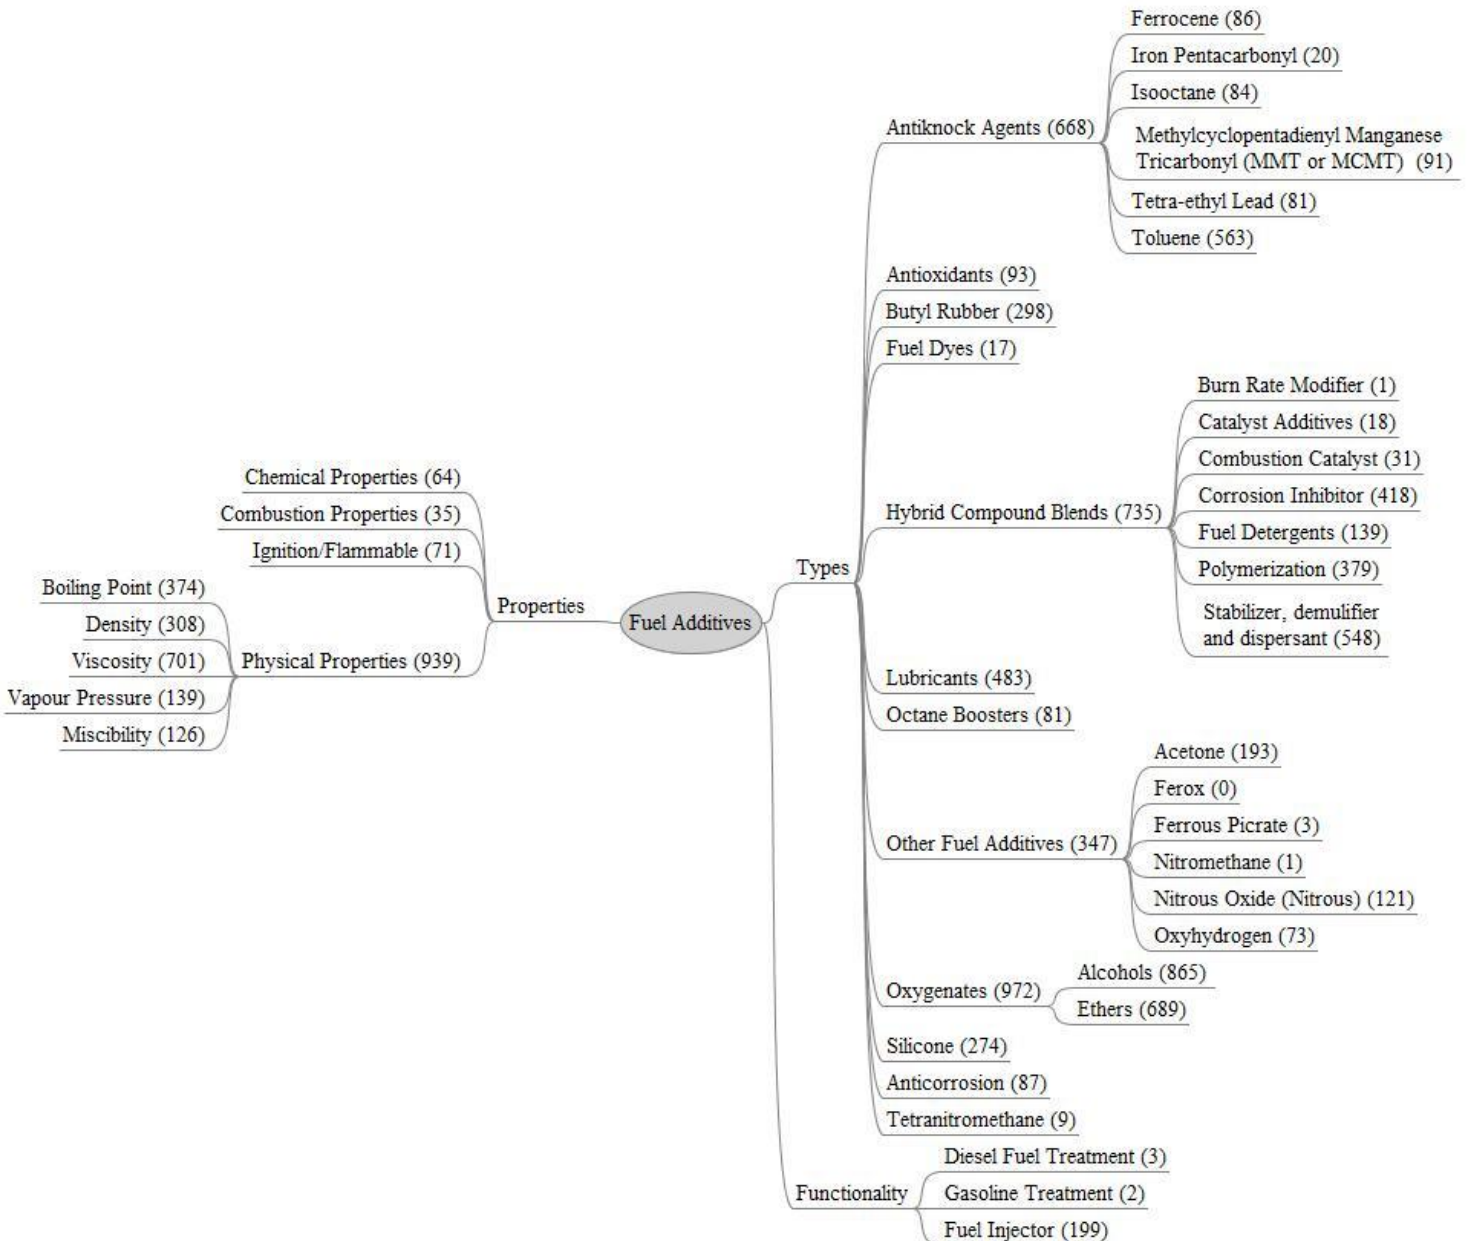 Ferrocene (86)
Iron Pentacarbonyl (20)
Isooctane (84)
Antiknock Agents (668)
Methylcyclopentadienyl Manganese
Tricarbonyl (MMT or MCMT) (91)
Tetra-ethyl Lead (81)
Toluene (563)
Antioxidants (93)
Butyl Rubber (298)
Fuel Dyes (17)
Burn Rate Modifier (1)
Catalyst Additives (18)
Combustion Catalyst (31)
Corrosion Inhibitor (418)
Hybrid Compound Blends (735)
Fuel Detergents (139)
Polymerization (379)
Stabilizer, demulifier
and dispersant (548)
Chemical Properties (64)
Combustion Properties (35)
Ignition/Flammable (71)
Boiling Point (374)
Density (308)
Viscosity (701)
Vapour Pressure (139)
Miscibility (126)
Physical Properties (939)
Properties
Fuel Additives
Types
Lubricants (483)
Octane Boosters (81)
Acetone (193)
Ferox (0)
Ferrous Picrate (3)
Other Fuel Additives (347)
Nitromethane (1)
Nitrous Oxide (Nitrous) (121)
Oxyhydrogen (73)
Alcohols (865)
Oxygenates (972)
Ethers (689)
Silicone (274)
Anticorrosion (87)
Tetranitromethane (9)
Diesel Fuel Treatment (3)
Functionality
Gasoline Treatment (2)
Fuel Injector (199)